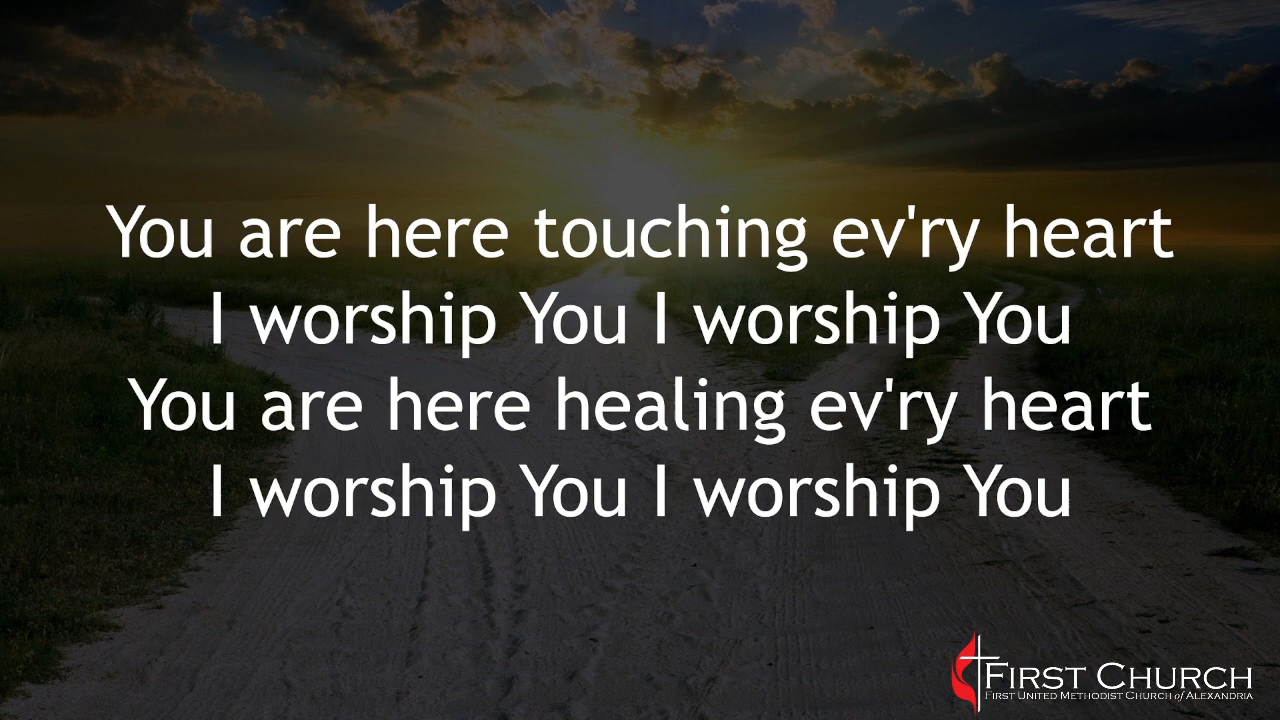 You are here touching ev'ry heart
I worship You I worship You
You are here healing ev'ry heart
I worship You I worship You
First Church
First United Methodist Church of Alexandria